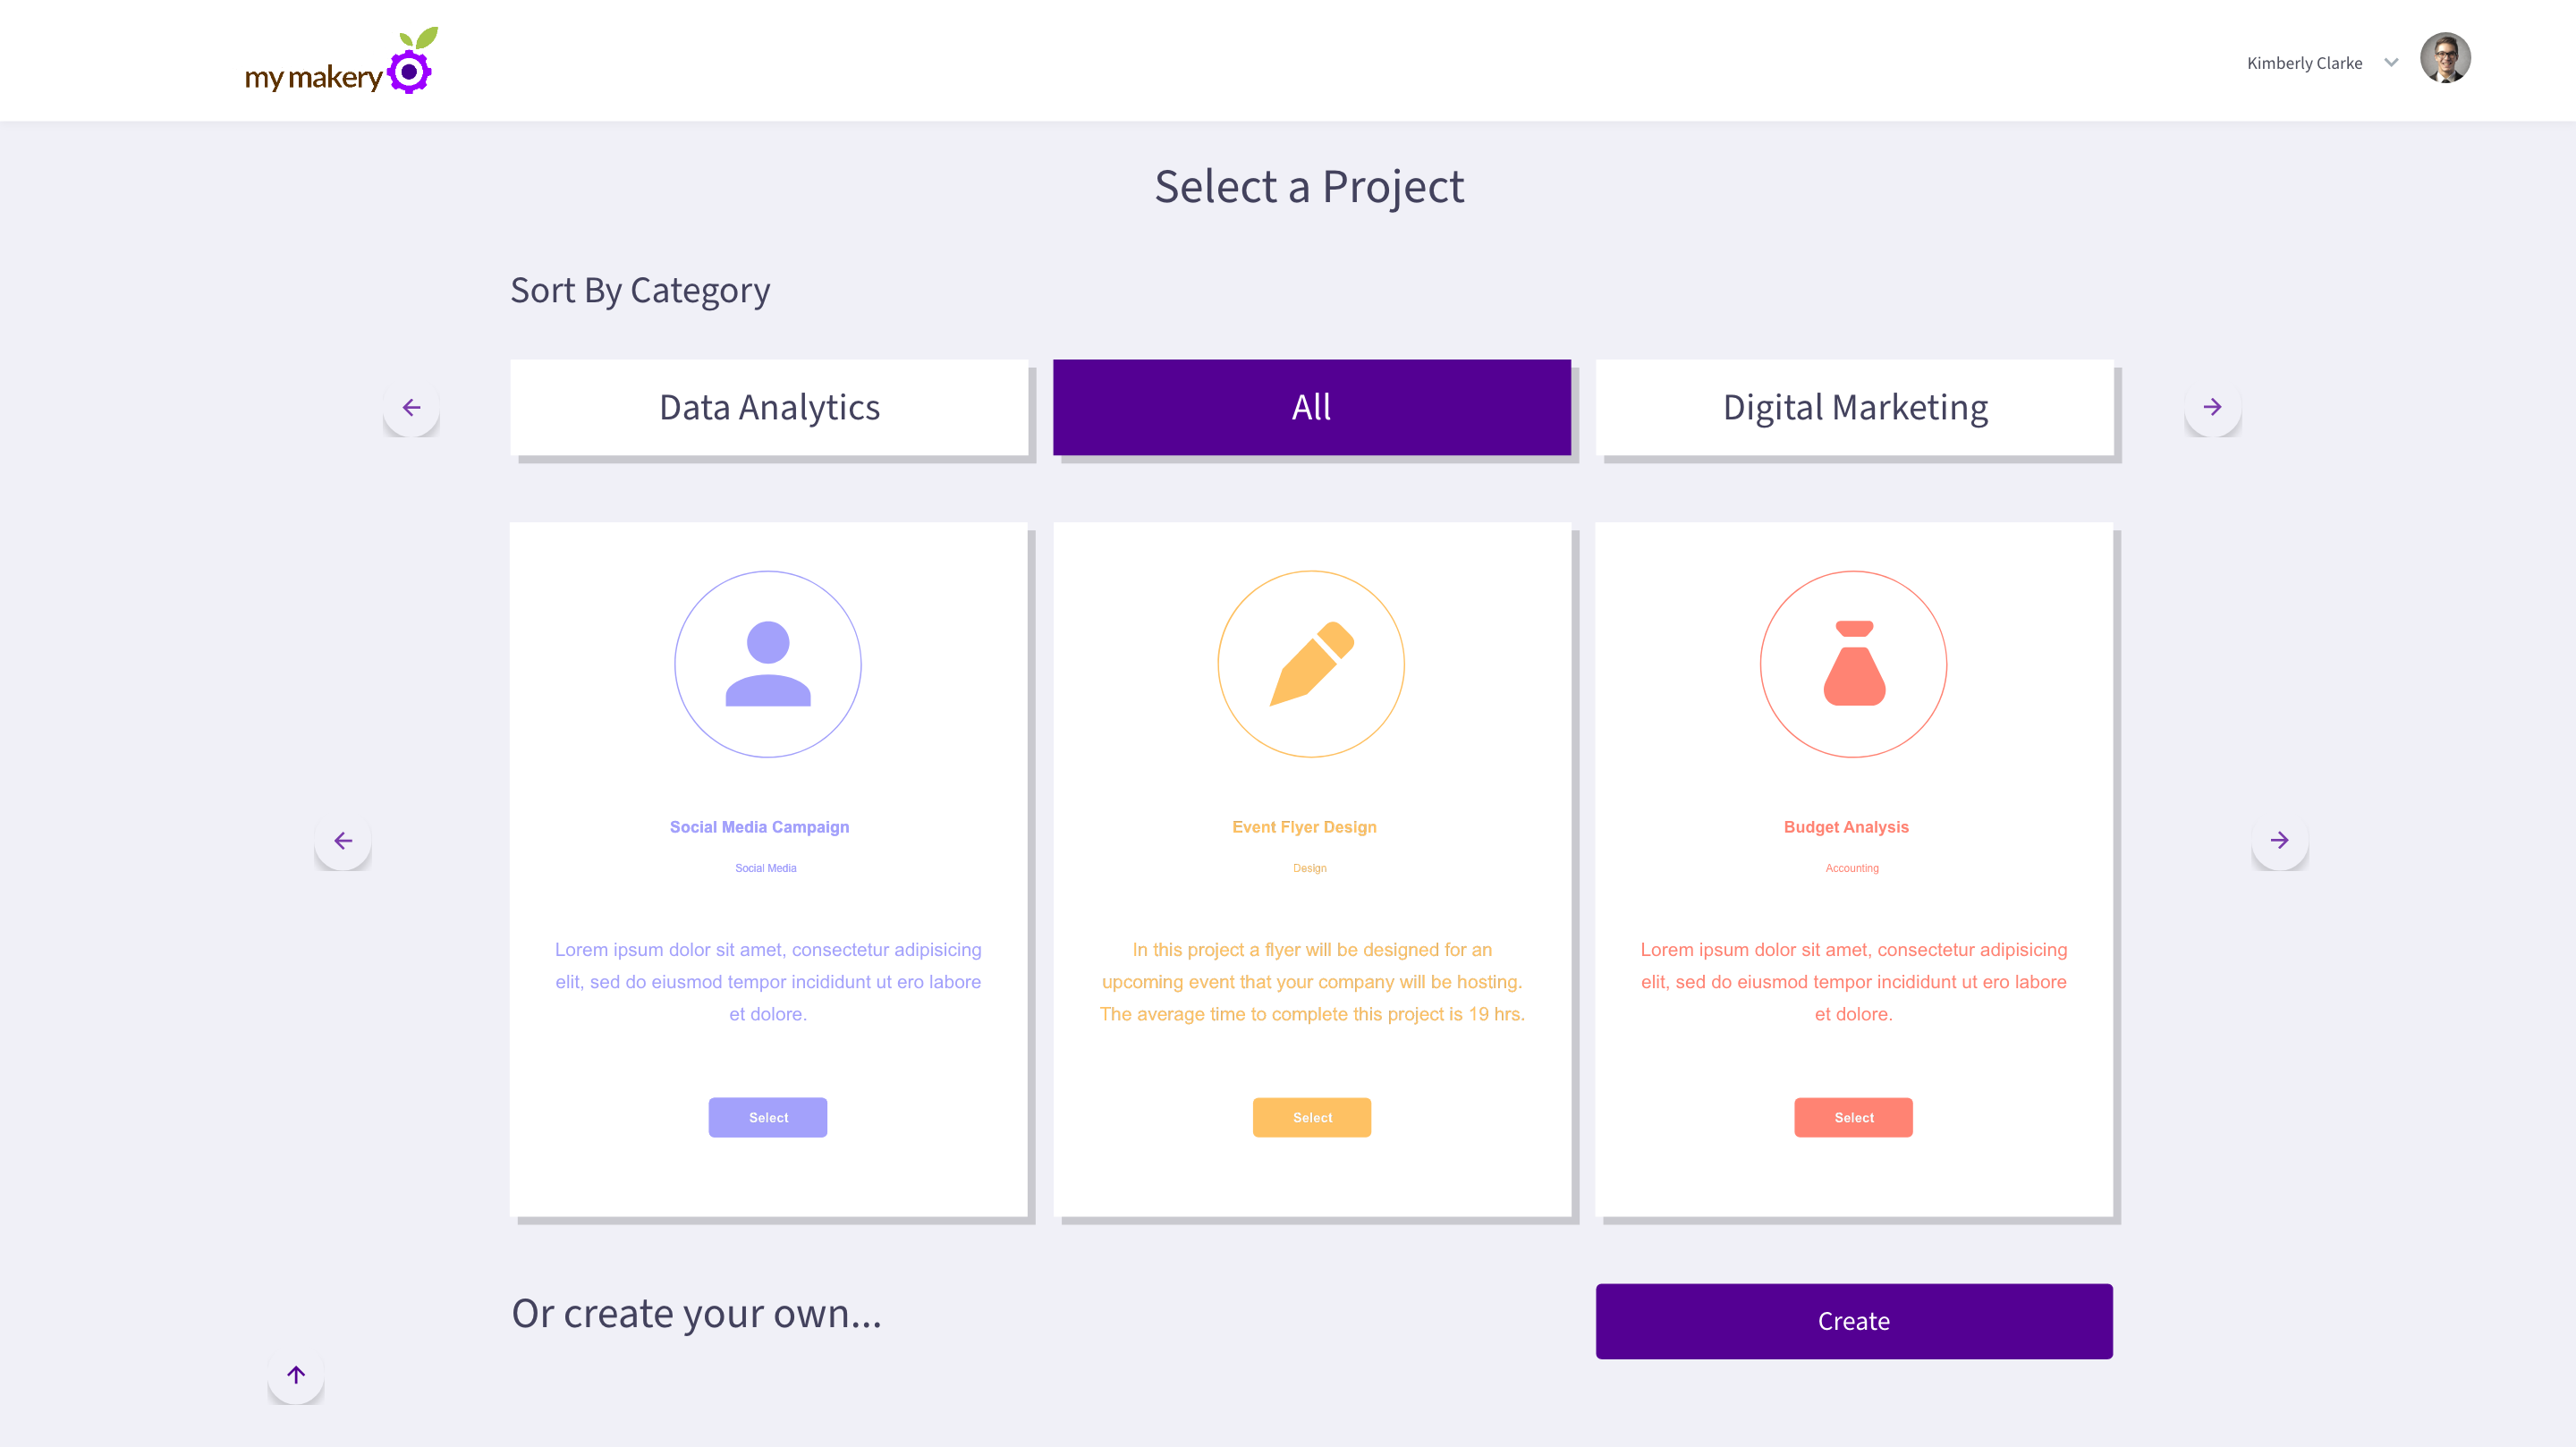 my makery
Kimberly Clarke
Select a Project
Sort By Category
Data Analytics
All
Digital Marketing
Social Media Campaign
Social Media
Lorem ipsum dolor sit amet, consectetur adipisicing
elit, sed do eiusmod tempor incididunt ut ero labore
et dolore.
Select
Event Flyer Design
Design
In this project a flyer will be designed for an
upcoming event that your company will be hosting.
The average time to complete this project is 19 hrs.
Select
Budget Analysis
Accounting
Lorem ipsum dolor sit amet, consectetur adipisicing
elit, sed do eiusmod tempor incididunt ut ero labore
et dolore.
Select
Or create your own...
Create